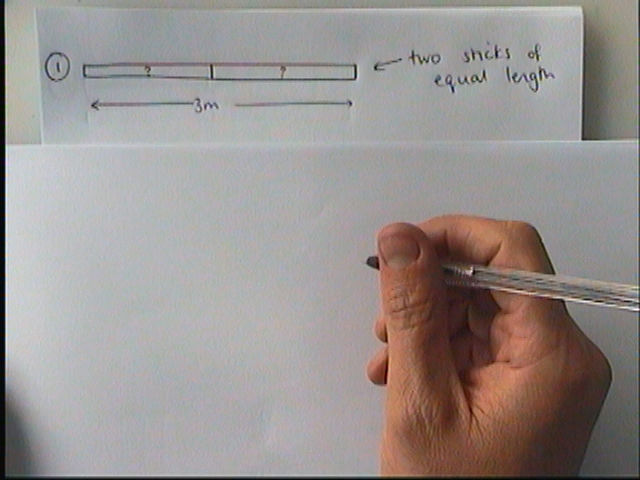 1
? ?
two sticks of
equal length
3m